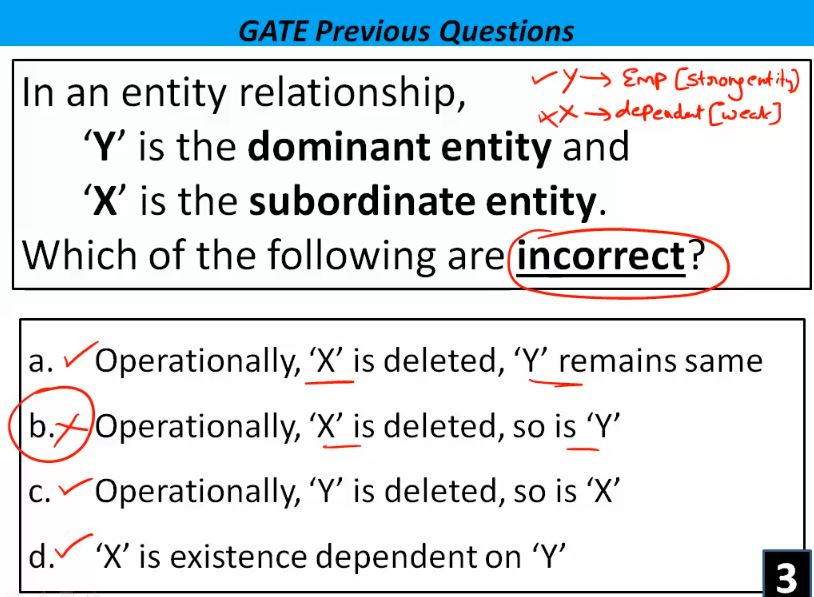 GATE Previous Questions
✓ Y → Emp [strong entity]
In an entity relationship,
xx X → dependent [weak]
‘Y’ is the dominant entity and
‘X’ is the subordinate entity.
Which of the following are incorrect?
a. ✓ Operationally, ‘X’ is deleted, ‘Y’ remains same
b. x Operationally, ‘X’ is deleted, so is ‘Y’
c. ✓ Operationally, ‘Y’ is deleted, so is ‘X’
d. ✓ ‘X’ is existence dependent on ‘Y’
3